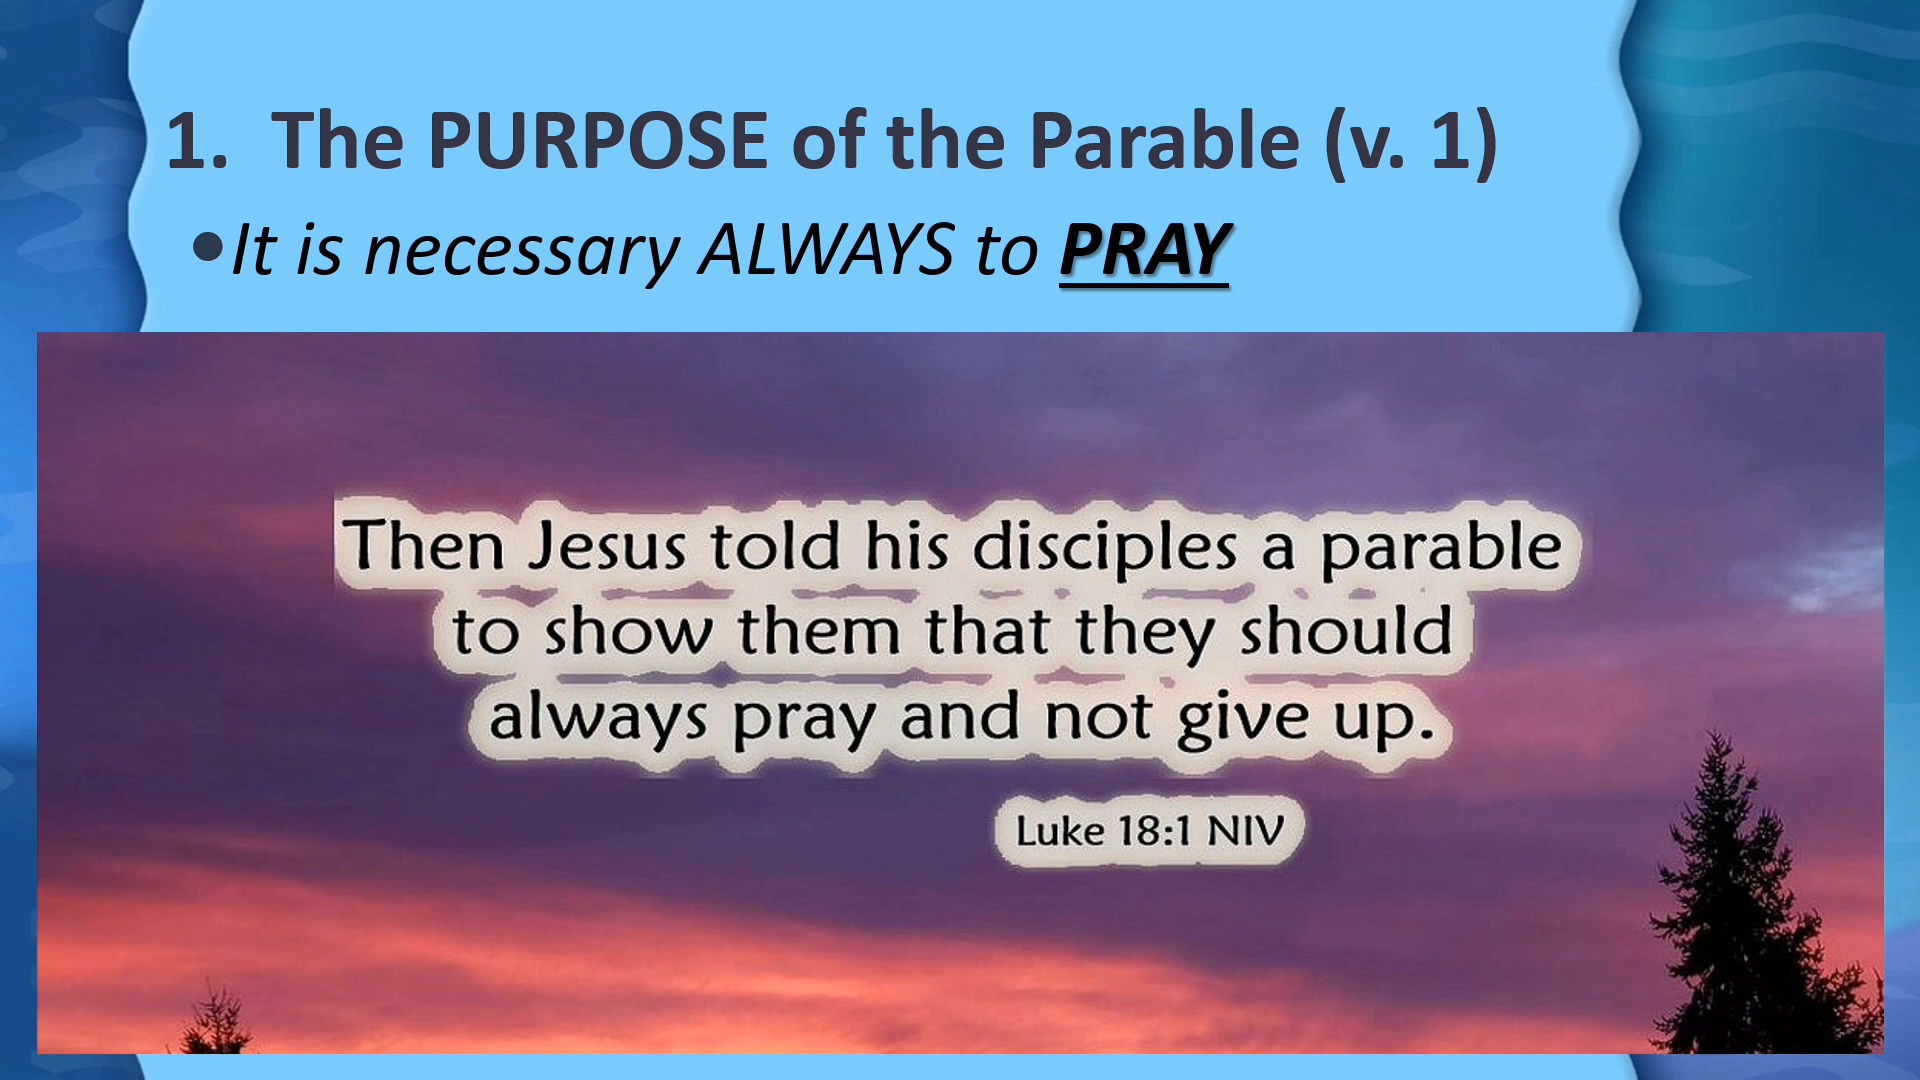 1. The PURPOSE of the Parable (v. 1)
•It is necessary ALWAYS to PRAY
Then Jesus told his disciples a parable
to show them that they should
always pray and not give up.
Luke 18:1 NIV